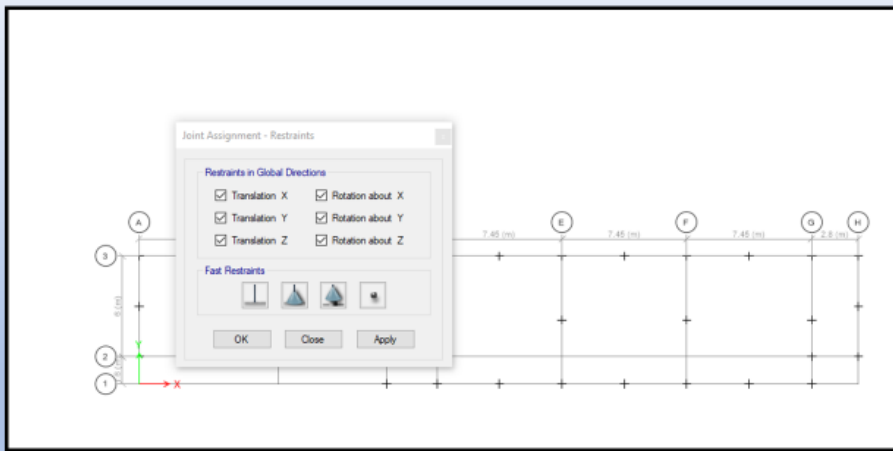 Joint Assignment - Restraints
Restraints in Global Directions
Translation X
Rotation about X
Translation Y
Rotation about Y
Translation Z
Rotation about Z
Fast Restraints
OK
Close
Apply
A
E
F
G
H
7.45 (m)
7.45 (m)
7.45 (m)
2.8 (m)
3
6 (m)
2
1
Y
X